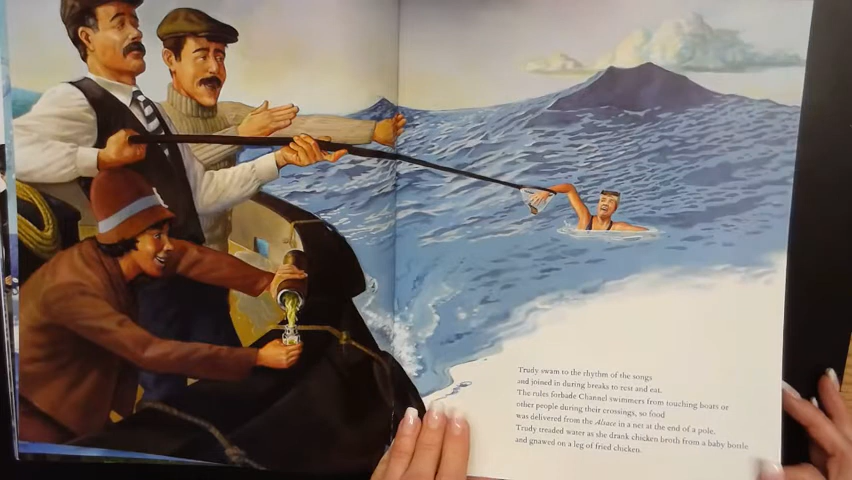 Trudy swam to the rhythm of the songs
and joined in during breaks to rest and eat.
The rules forbade Channel swimmers from touching boats or
other people during their crossings, so food
was delivered from the Alsace in a net at the end of a pole.
Trudy treaded water as she drank chicken broth from a baby bottle
and gnawed on a leg of fried chicken.